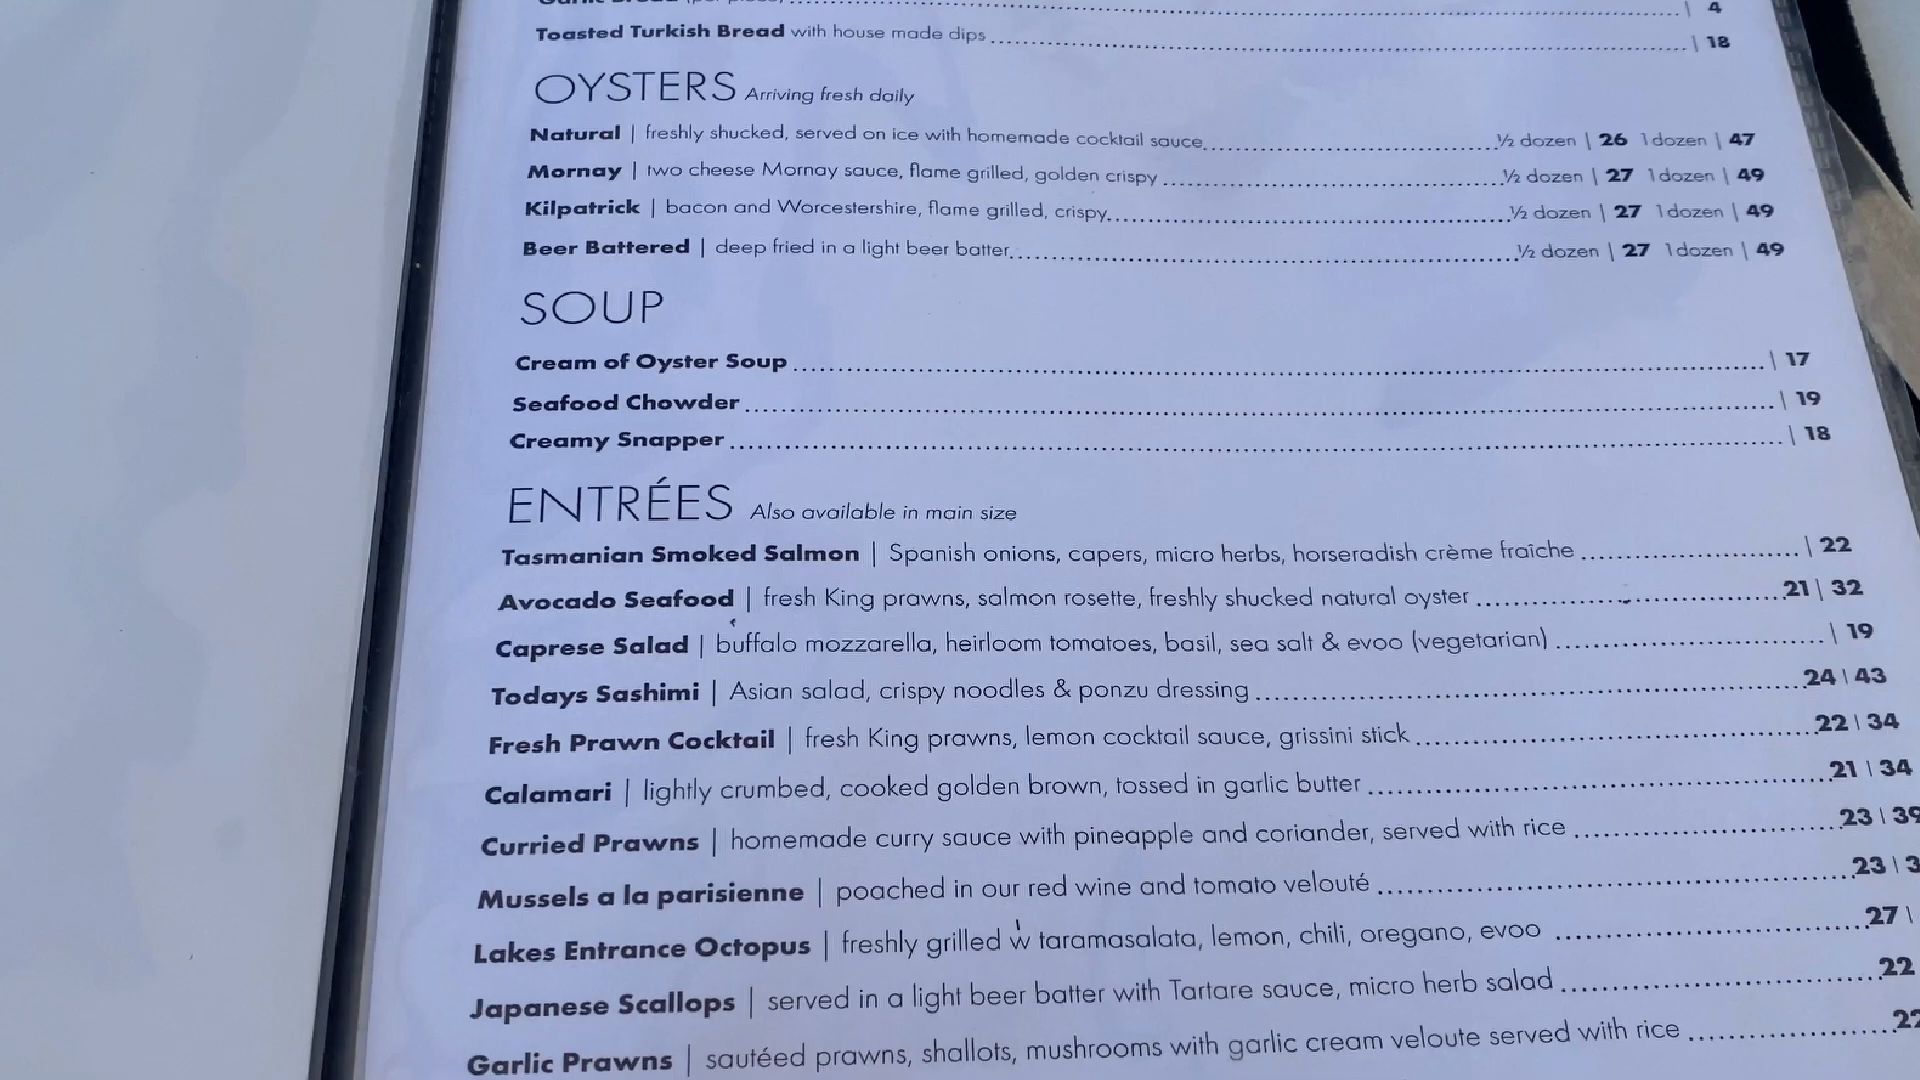 4
Toasted Turkish Bread with house made dips | 18
OYSTERS Arriving fresh daily
Natural | freshly shucked, served on ice with homemade cocktail sauce ½ dozen | 26 1 dozen | 47
Mornay | two cheese Mornay sauce, flame grilled, golden crispy ½ dozen | 27 1 dozen | 49
Kilpatrick | bacon and Worcestershire, flame grilled, crispy ½ dozen | 27 1 dozen | 49
Beer Battered | deep fried in a light beer batter ½ dozen | 27 1 dozen | 49
SOUP
Cream of Oyster Soup | 17
Seafood Chowder | 19
Creamy Snapper | 18
ENTRÉES Also available in main size
Tasmanian Smoked Salmon | Spanish onions, capers, micro herbs, horseradish crème fraîche | 22
Avocado Seafood | fresh King prawns, salmon rosette, freshly shucked natural oyster 21 | 32
Caprese Salad | buffalo mozzarella, heirloom tomatoes, basil, sea salt & evoo (vegetarian) | 19
Todays Sashimi | Asian salad, crispy noodles & ponzu dressing 24 | 43
Fresh Prawn Cocktail | fresh King prawns, lemon cocktail sauce, grissini stick 22 | 34
Calamari | lightly crumbed, cooked golden brown, tossed in garlic butter 21 | 34
Curried Prawns | homemade curry sauce with pineapple and coriander, served with rice 23 | 39
Mussels a la parisienne | poached in our red wine and tomato velouté 23 | 3
Lakes Entrance Octopus | freshly grilled w taramasalata, lemon, chili, oregano, evoo 27 |
Japanese Scallops | served in a light beer batter with Tartare sauce, micro herb salad 22
Garlic Prawns | sautéed prawns, shallots, mushrooms with garlic cream veloute served with rice 22